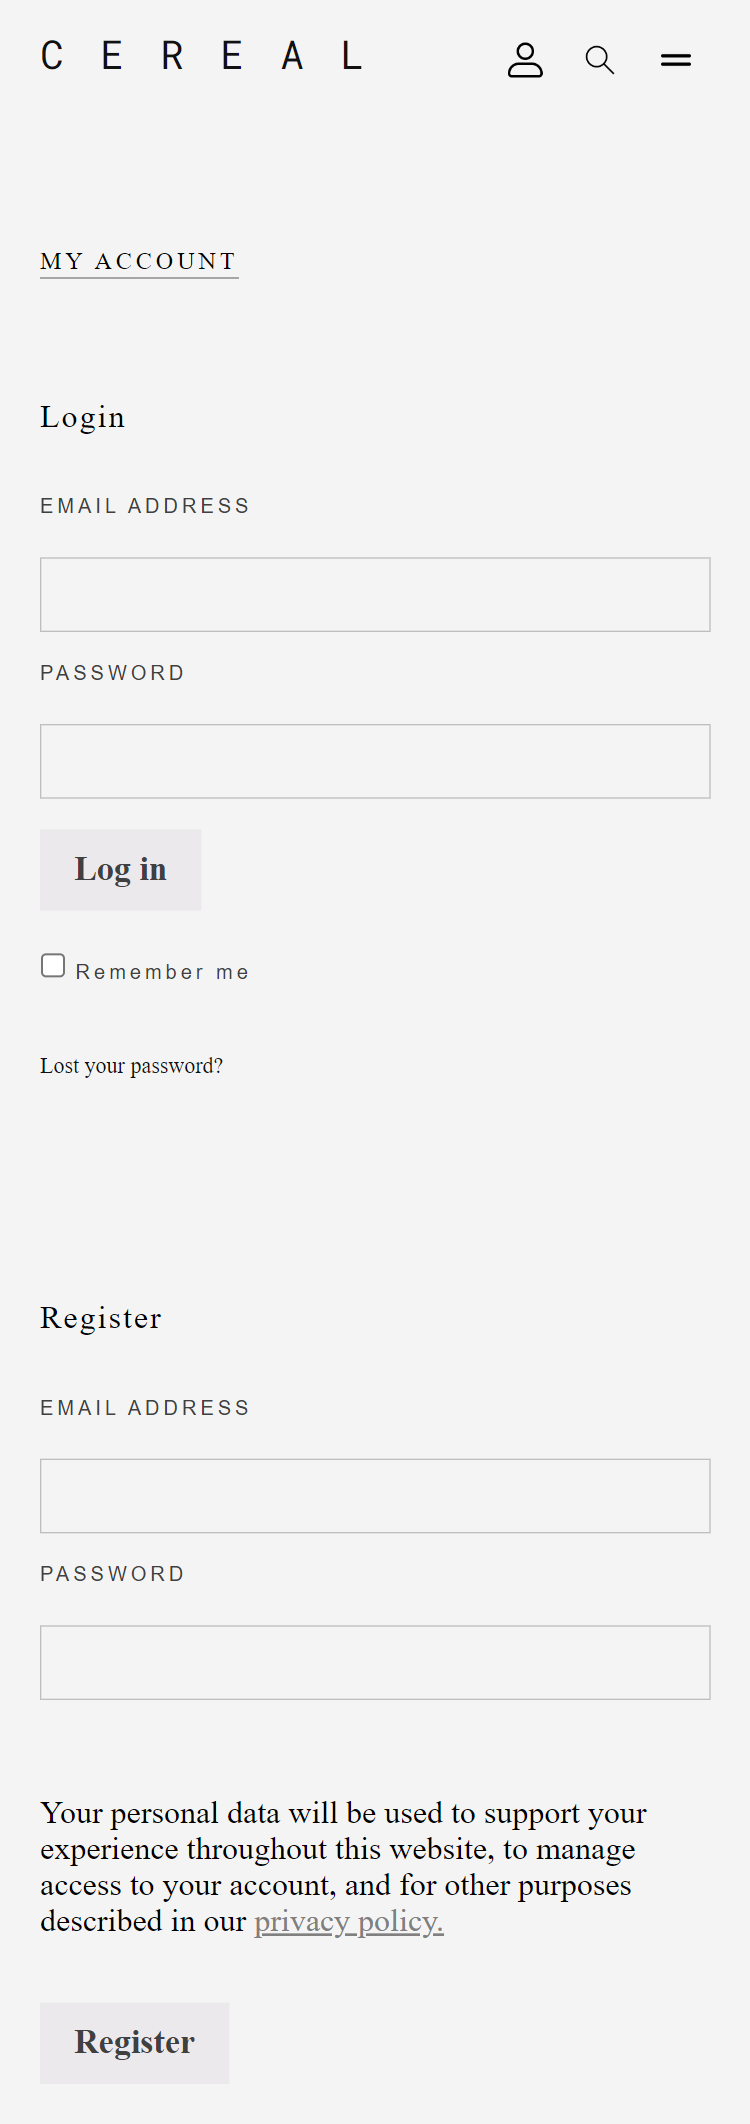 CEREAL
MY ACCOUNT
Login
EMAIL ADDRESS
PASSWORD
Log in
Remember me
Lost your password?
Register
EMAIL ADDRESS
PASSWORD
Your personal data will be used to support your
experience throughout this website, to manage
access to your account, and for other purposes
described in our privacy policy.
Register